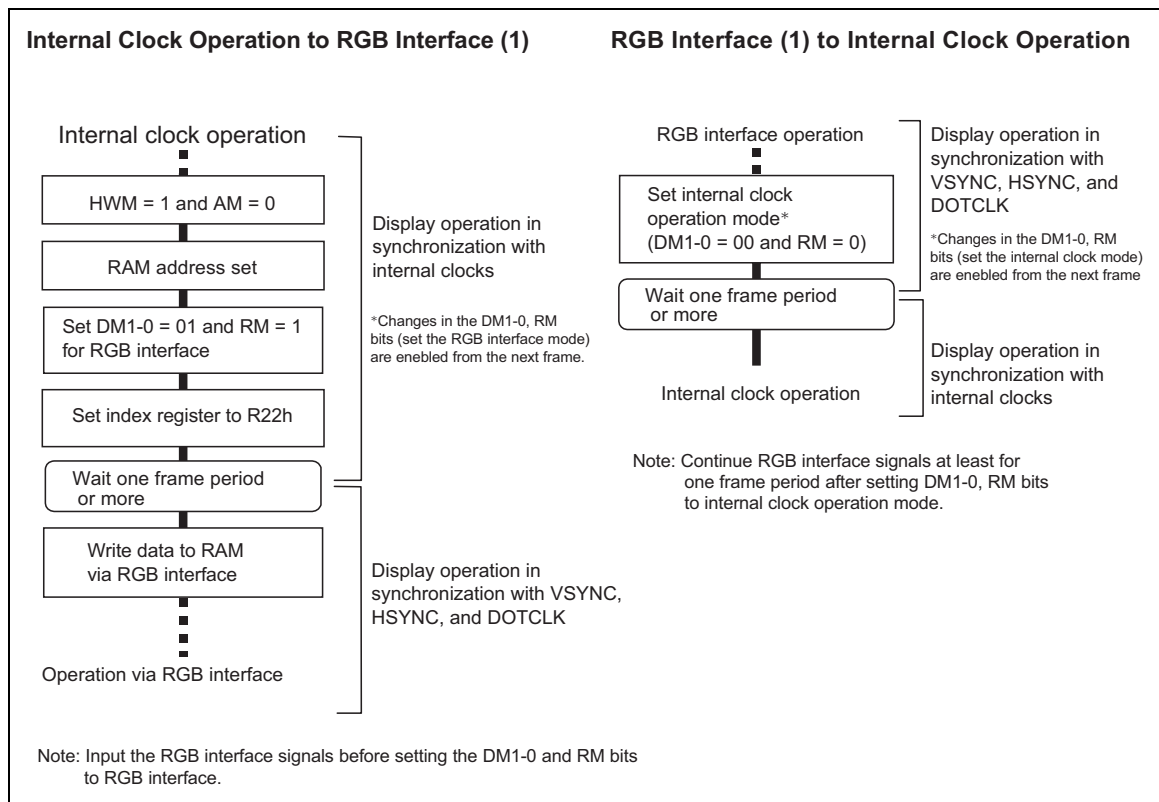 Internal Clock Operation to RGB Interface (1)
Internal clock operation
HWM = 1 and AM = 0
RAM address set
Set DM1-0 = 01 and RM = 1
for RGB interface
Set index register to R22h
Wait one frame period
or more
Write data to RAM
via RGB interface
Operation via RGB interface
Display operation in
synchronization with
internal clocks
*Changes in the DM1-0, RM
bits (set the RGB interface mode)
are enebled from the next frame.
Display operation in
synchronization with VSYNC,
HSYNC, and DOTCLK
Note: Input the RGB interface signals before setting the DM1-0 and RM bits
to RGB interface.
RGB Interface (1) to Internal Clock Operation
RGB interface operation
Set internal clock
operation mode*
(DM1-0 = 00 and RM = 0)
Wait one frame period
or more
Internal clock operation
Display operation in
synchronization with
VSYNC, HSYNC, and
DOTCLK
*Changes in the DM1-0, RM
bits (set the internal clock mode)
are enebled from the next frame
Display operation in
synchronization with
internal clocks
Note: Continue RGB interface signals at least for
one frame period after setting DM1-0, RM bits
to internal clock operation mode.